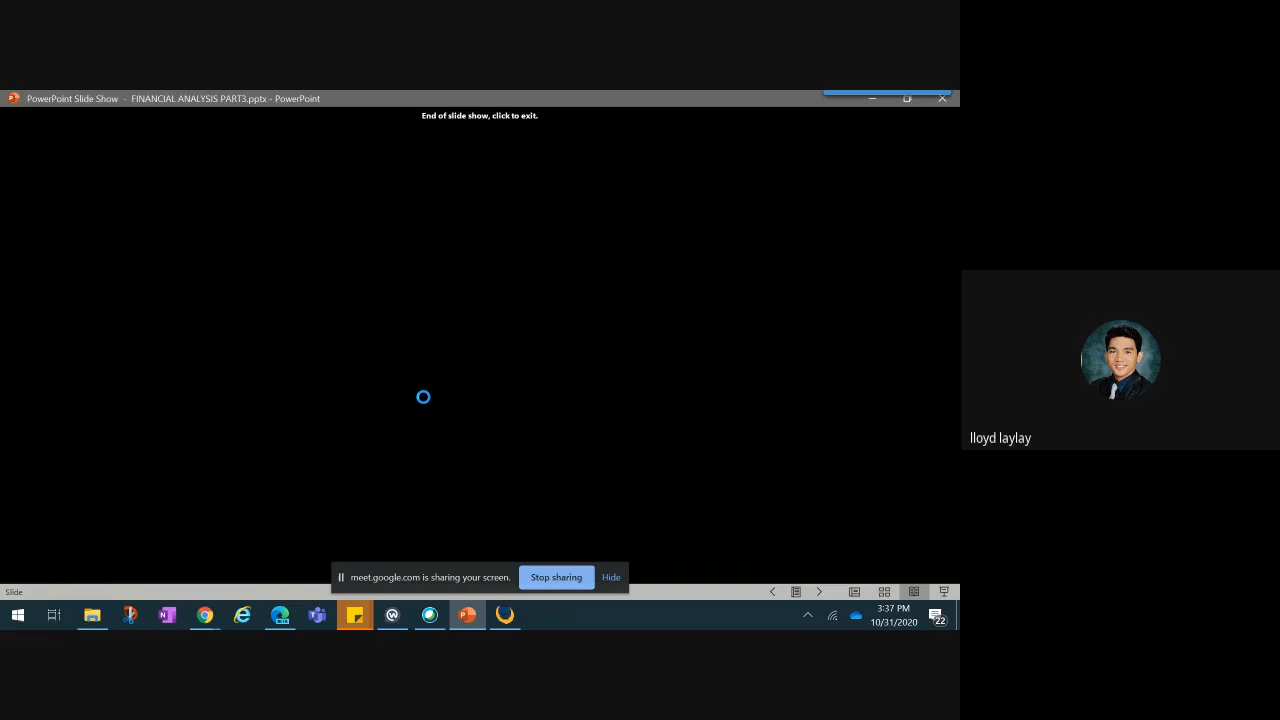 PowerPoint Slide Show - FINANCIAL ANALYSIS PART3.pptx - PowerPoint
End of slide show, click to exit.
lloyd laylay
meet.google.com is sharing your screen. Stop sharing Hide
Slide
3:37 PM
10/31/2020
22